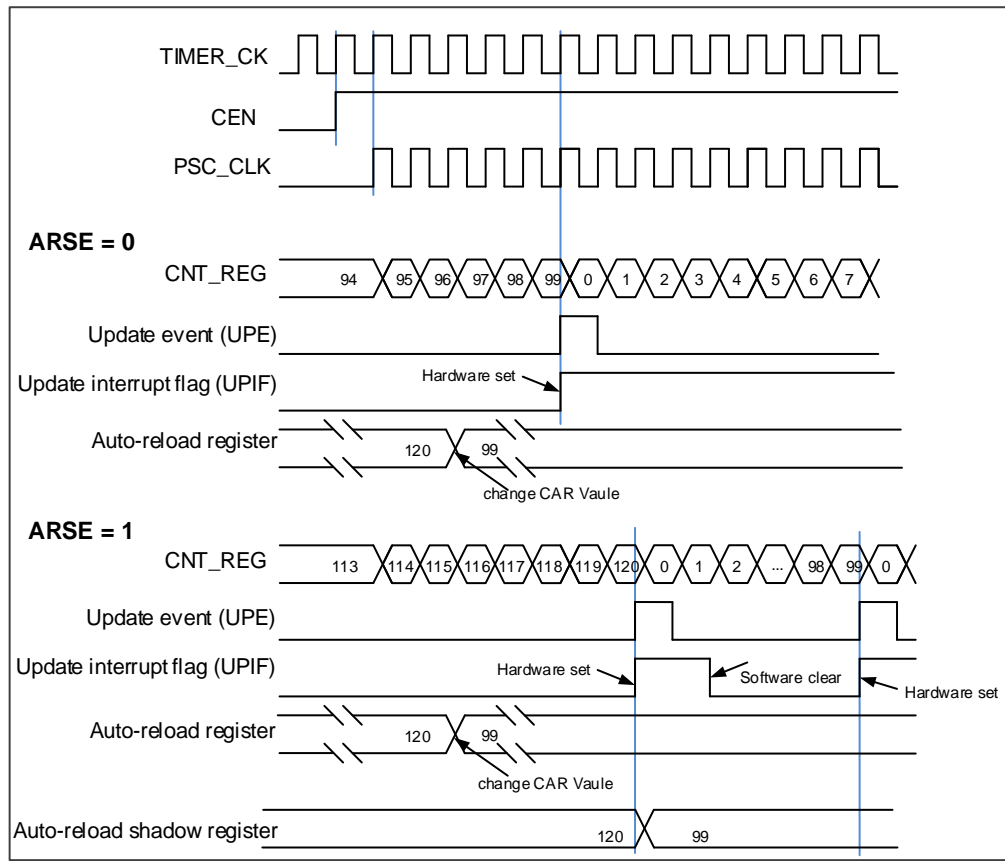 TIMER_CK
CEN
PSC_CLK
ARSE = 0
CNT_REG
94 95 96 97 98 99 0 1 2 3 4 5 6 7
Update event (UPE)
Update interrupt flag (UPIF)
Hardware set
Auto-reload register
120 99
change CAR Vaule
ARSE = 1
CNT_REG
113 114 115 116 117 118 119 120 0 1 2 ... 98 99 0
Update event (UPE)
Update interrupt flag (UPIF)
Hardware set
Software clear
Hardware set
Auto-reload register
120 99
change CAR Vaule
Auto-reload shadow register
120 99